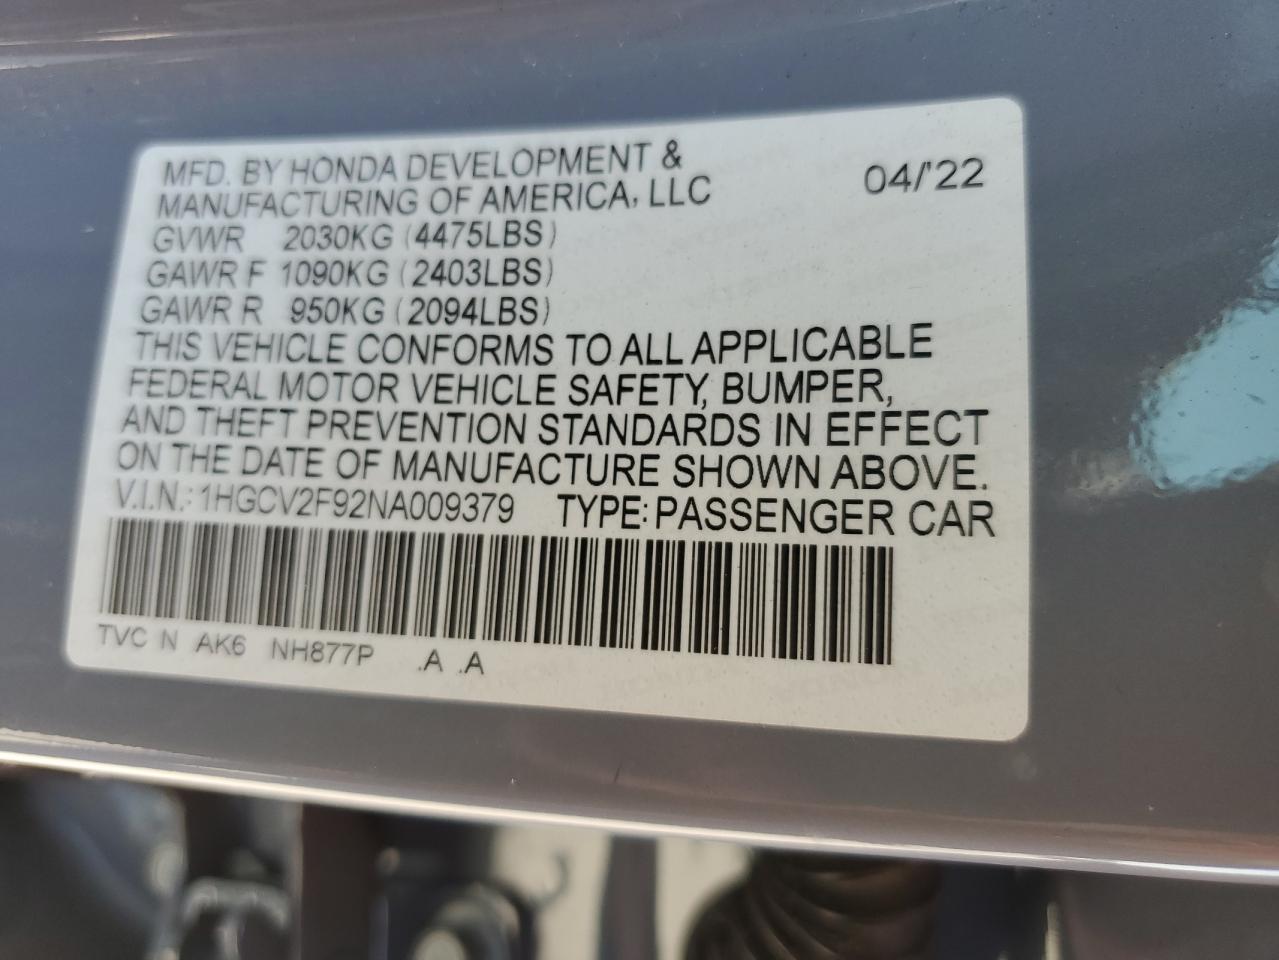 MFD. BY HONDA DEVELOPMENT &
MANUFACTURING OF AMERICA, LLC
04/'22
GVWR 2030KG (4475LBS)
GAWR F 1090KG (2403LBS)
GAWR R 950KG (2094LBS)
THIS VEHICLE CONFORMS TO ALL APPLICABLE
FEDERAL MOTOR VEHICLE SAFETY, BUMPER,
AND THEFT PREVENTION STANDARDS IN EFFECT
ON THE DATE OF MANUFACTURE SHOWN ABOVE.
V.I.N.: 1HGCV2F92NA009379 TYPE: PASSENGER CAR
TVC N AK6 NH877P .A .A